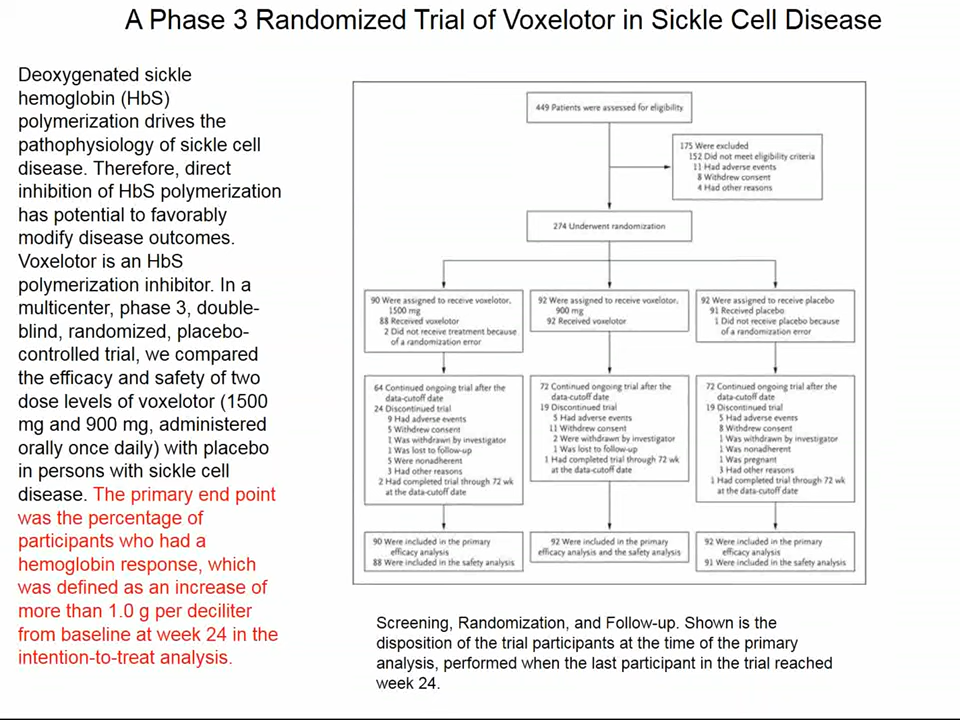 A Phase 3 Randomized Trial of Voxelotor in Sickle Cell Disease
Deoxygenated sickle
hemoglobin (HbS)
polymerization drives the
pathophysiology of sickle cell
disease. Therefore, direct
inhibition of HbS polymerization
has potential to favorably
modify disease outcomes.
Voxelotor is an HbS
polymerization inhibitor. In a
multicenter, phase 3, double-
blind, randomized, placebo-
controlled trial, we compared
the efficacy and safety of two
dose levels of voxelotor (1500
mg and 900 mg, administered
orally once daily) with placebo
in persons with sickle cell
disease. The primary end point
was the percentage of
participants who had a
hemoglobin response, which
was defined as an increase of
more than 1.0 g per deciliter
from baseline at week 24 in the
intention-to-treat analysis.
449 Patients were assessed for eligibility
175 Were excluded
152 Did not meet eligibility criteria
11 Had adverse events
8 Withdrew consent
4 Had other reasons
274 Underwent randomization
90 Were assigned to receive voxelotor,
1500 mg
88 Received voxelotor
2 Did not receive treatment because
of a randomization error
92 Were assigned to receive voxelotor,
900 mg
92 Received voxelotor
92 Were assigned to receive placebo
91 Received placebo
1 Did not receive placebo because
of a randomization error
64 Continued ongoing trial after the
data-cutoff date
24 Discontinued trial
9 Had adverse events
5 Withdrew consent
1 Was withdrawn by investigator
1 Was lost to follow-up
5 Were nonadherent
3 Had other reasons
2 Had completed trial through 72 wk
at the data-cutoff date
72 Continued ongoing trial after the
data-cutoff date
19 Discontinued trial
5 Had adverse events
11 Withdrew consent
2 Were withdrawn by investigator
1 Was lost to follow-up
1 Had completed trial through 72 wk
at the data-cutoff date
72 Continued ongoing trial after the
data-cutoff date
19 Discontinued trial
5 Had adverse events
8 Withdrew consent
1 Was withdrawn by investigator
1 Was nonadherent
1 Was pregnant
3 Had other reasons
1 Had completed trial through 72 wk
at the data-cutoff date
90 Were included in the primary
efficacy analysis
88 Were included in the safety analysis
92 Were included in the primary
efficacy analysis and the safety analysis
92 Were included in the primary
efficacy analysis
91 Were included in the safety analysis
Screening, Randomization, and Follow-up. Shown is the
disposition of the trial participants at the time of the primary
analysis, performed when the last participant in the trial reached
week 24.